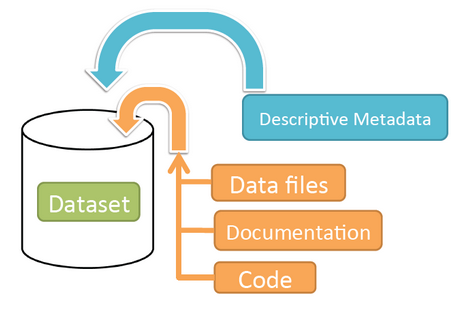 Descriptive Metadata
Data files
Dataset
Documentation
Code